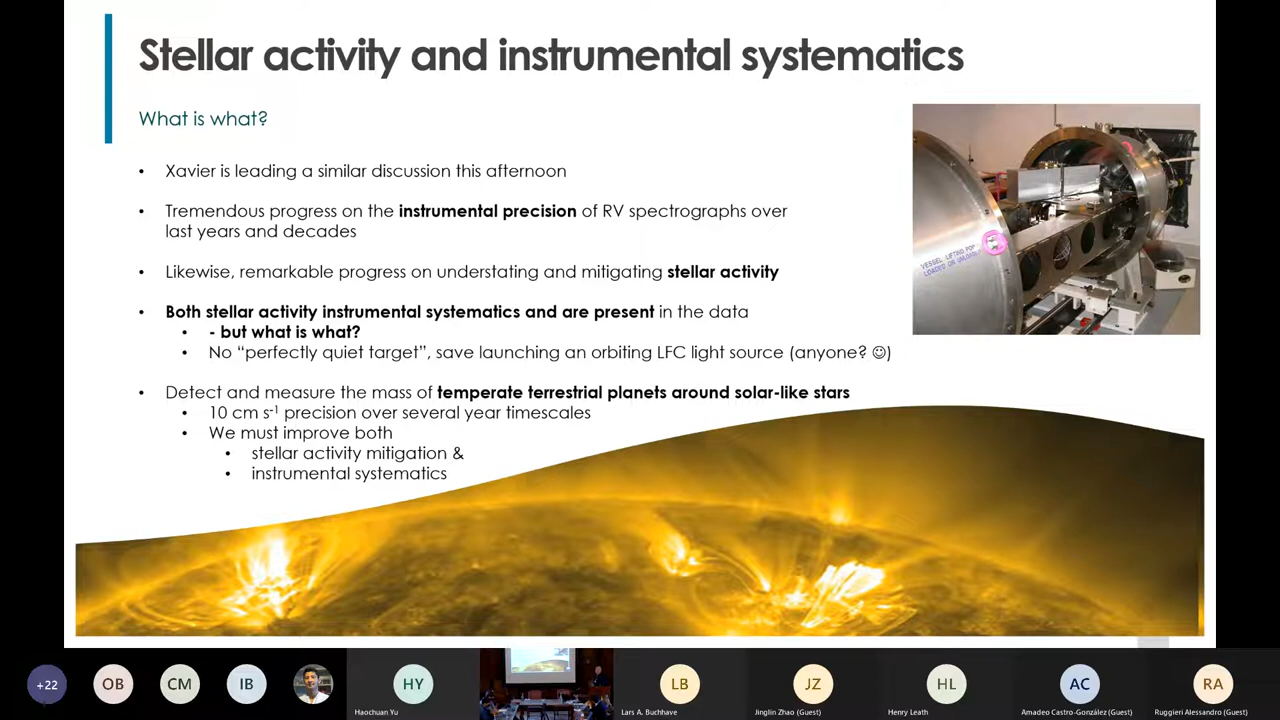 Stellar activity and instrumental systematics
What is what?
• Xavier is leading a similar discussion this afternoon
• Tremendous progress on the instrumental precision of RV spectrographs over
last years and decades
• Likewise, remarkable progress on understating and mitigating stellar activity
• Both stellar activity instrumental systematics and are present in the data
• - but what is what?
• No “perfectly quiet target”, save launching an orbiting LFC light source (anyone? ☺)
• Detect and measure the mass of temperate terrestrial planets around solar-like stars
• 10 cm s-1 precision over several year timescales
• We must improve both
• stellar activity mitigation &
• instrumental systematics
VESSEL LIFTING POP
LOADED OR UNLOADED
+22
OB
CM
IB
HY
LB
JZ
HL
AC
RA
Haochuan Yu
Lars A. Buchhave
Jinglin Zhao (Guest)
Henry Leath
Amadeo Castro-González (Guest)
Ruggieri Alessandro (Guest)